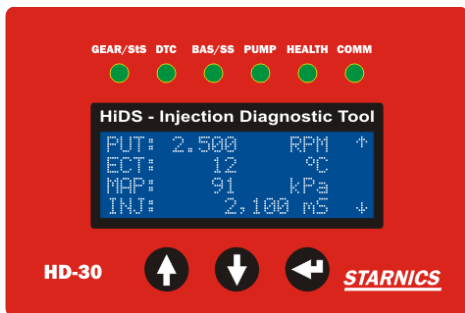 GEAR/StS DTC BAS/SS PUMP HEALTH COMM
HiDS - Injection Diagnostic Tool
PUT: 2.500 RPM ↑
ECT: 12 ºC
MAP: 91 kPa
INJ: 2,100 mS ↓
HD-30
STARNICS